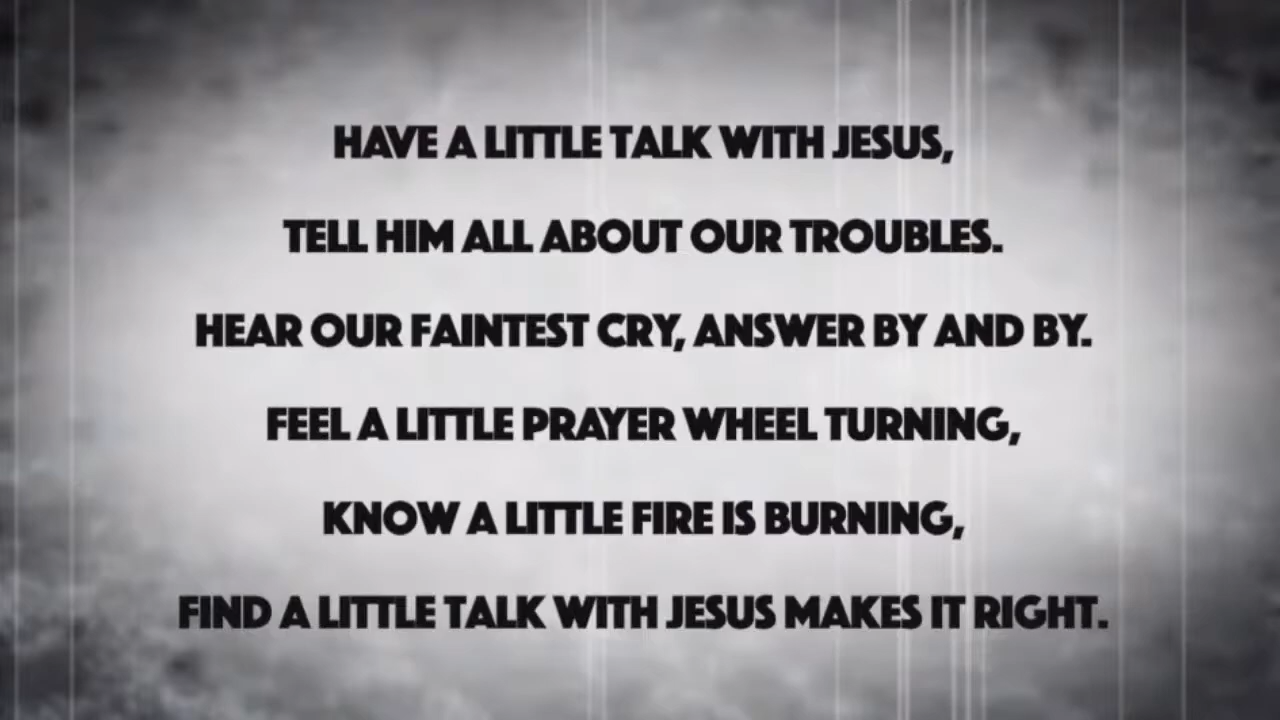 HAVE A LITTLE TALK WITH JESUS,
TELL HIM ALL ABOUT OUR TROUBLES.
HEAR OUR FAINTEST CRY, ANSWER BY AND BY.
FEEL A LITTLE PRAYER WHEEL TURNING,
KNOW A LITTLE FIRE IS BURNING,
FIND A LITTLE TALK WITH JESUS MAKES IT RIGHT.